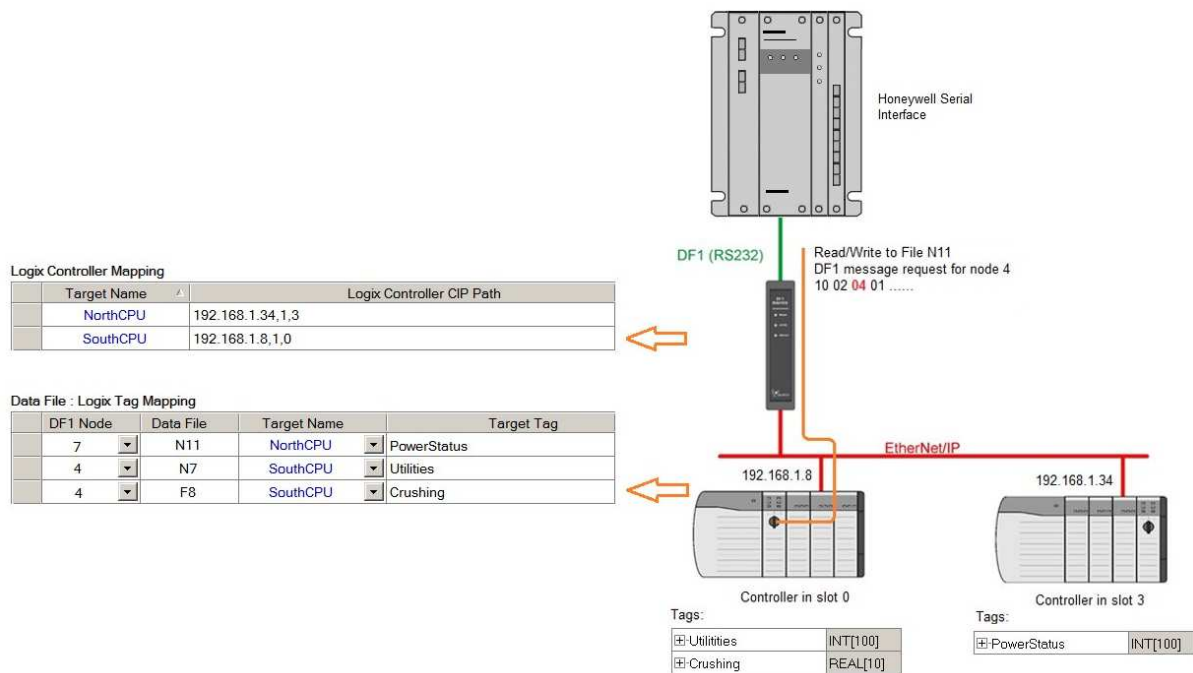 Honeywell Serial
Interface
DF1 (RS232)
Read/Write to File N11
DF1 message request for node 4
10 02 04 01 ......
Logix Controller Mapping
Target Name Logix Controller CIP Path
NorthCPU 192.168.1.34,1,3
SouthCPU 192.168.1.8,1,0
Data File : Logix Tag Mapping
DF1 Node Data File Target Name Target Tag
7 N11 NorthCPU PowerStatus
4 N7 SouthCPU Utilities
4 F8 SouthCPU Crushing
EtherNet/IP
192.168.1.8
192.168.1.34
Controller in slot 0
Controller in slot 3
Tags:
Utilitities INT[100]
Crushing REAL[10]
Tags:
PowerStatus INT[100]